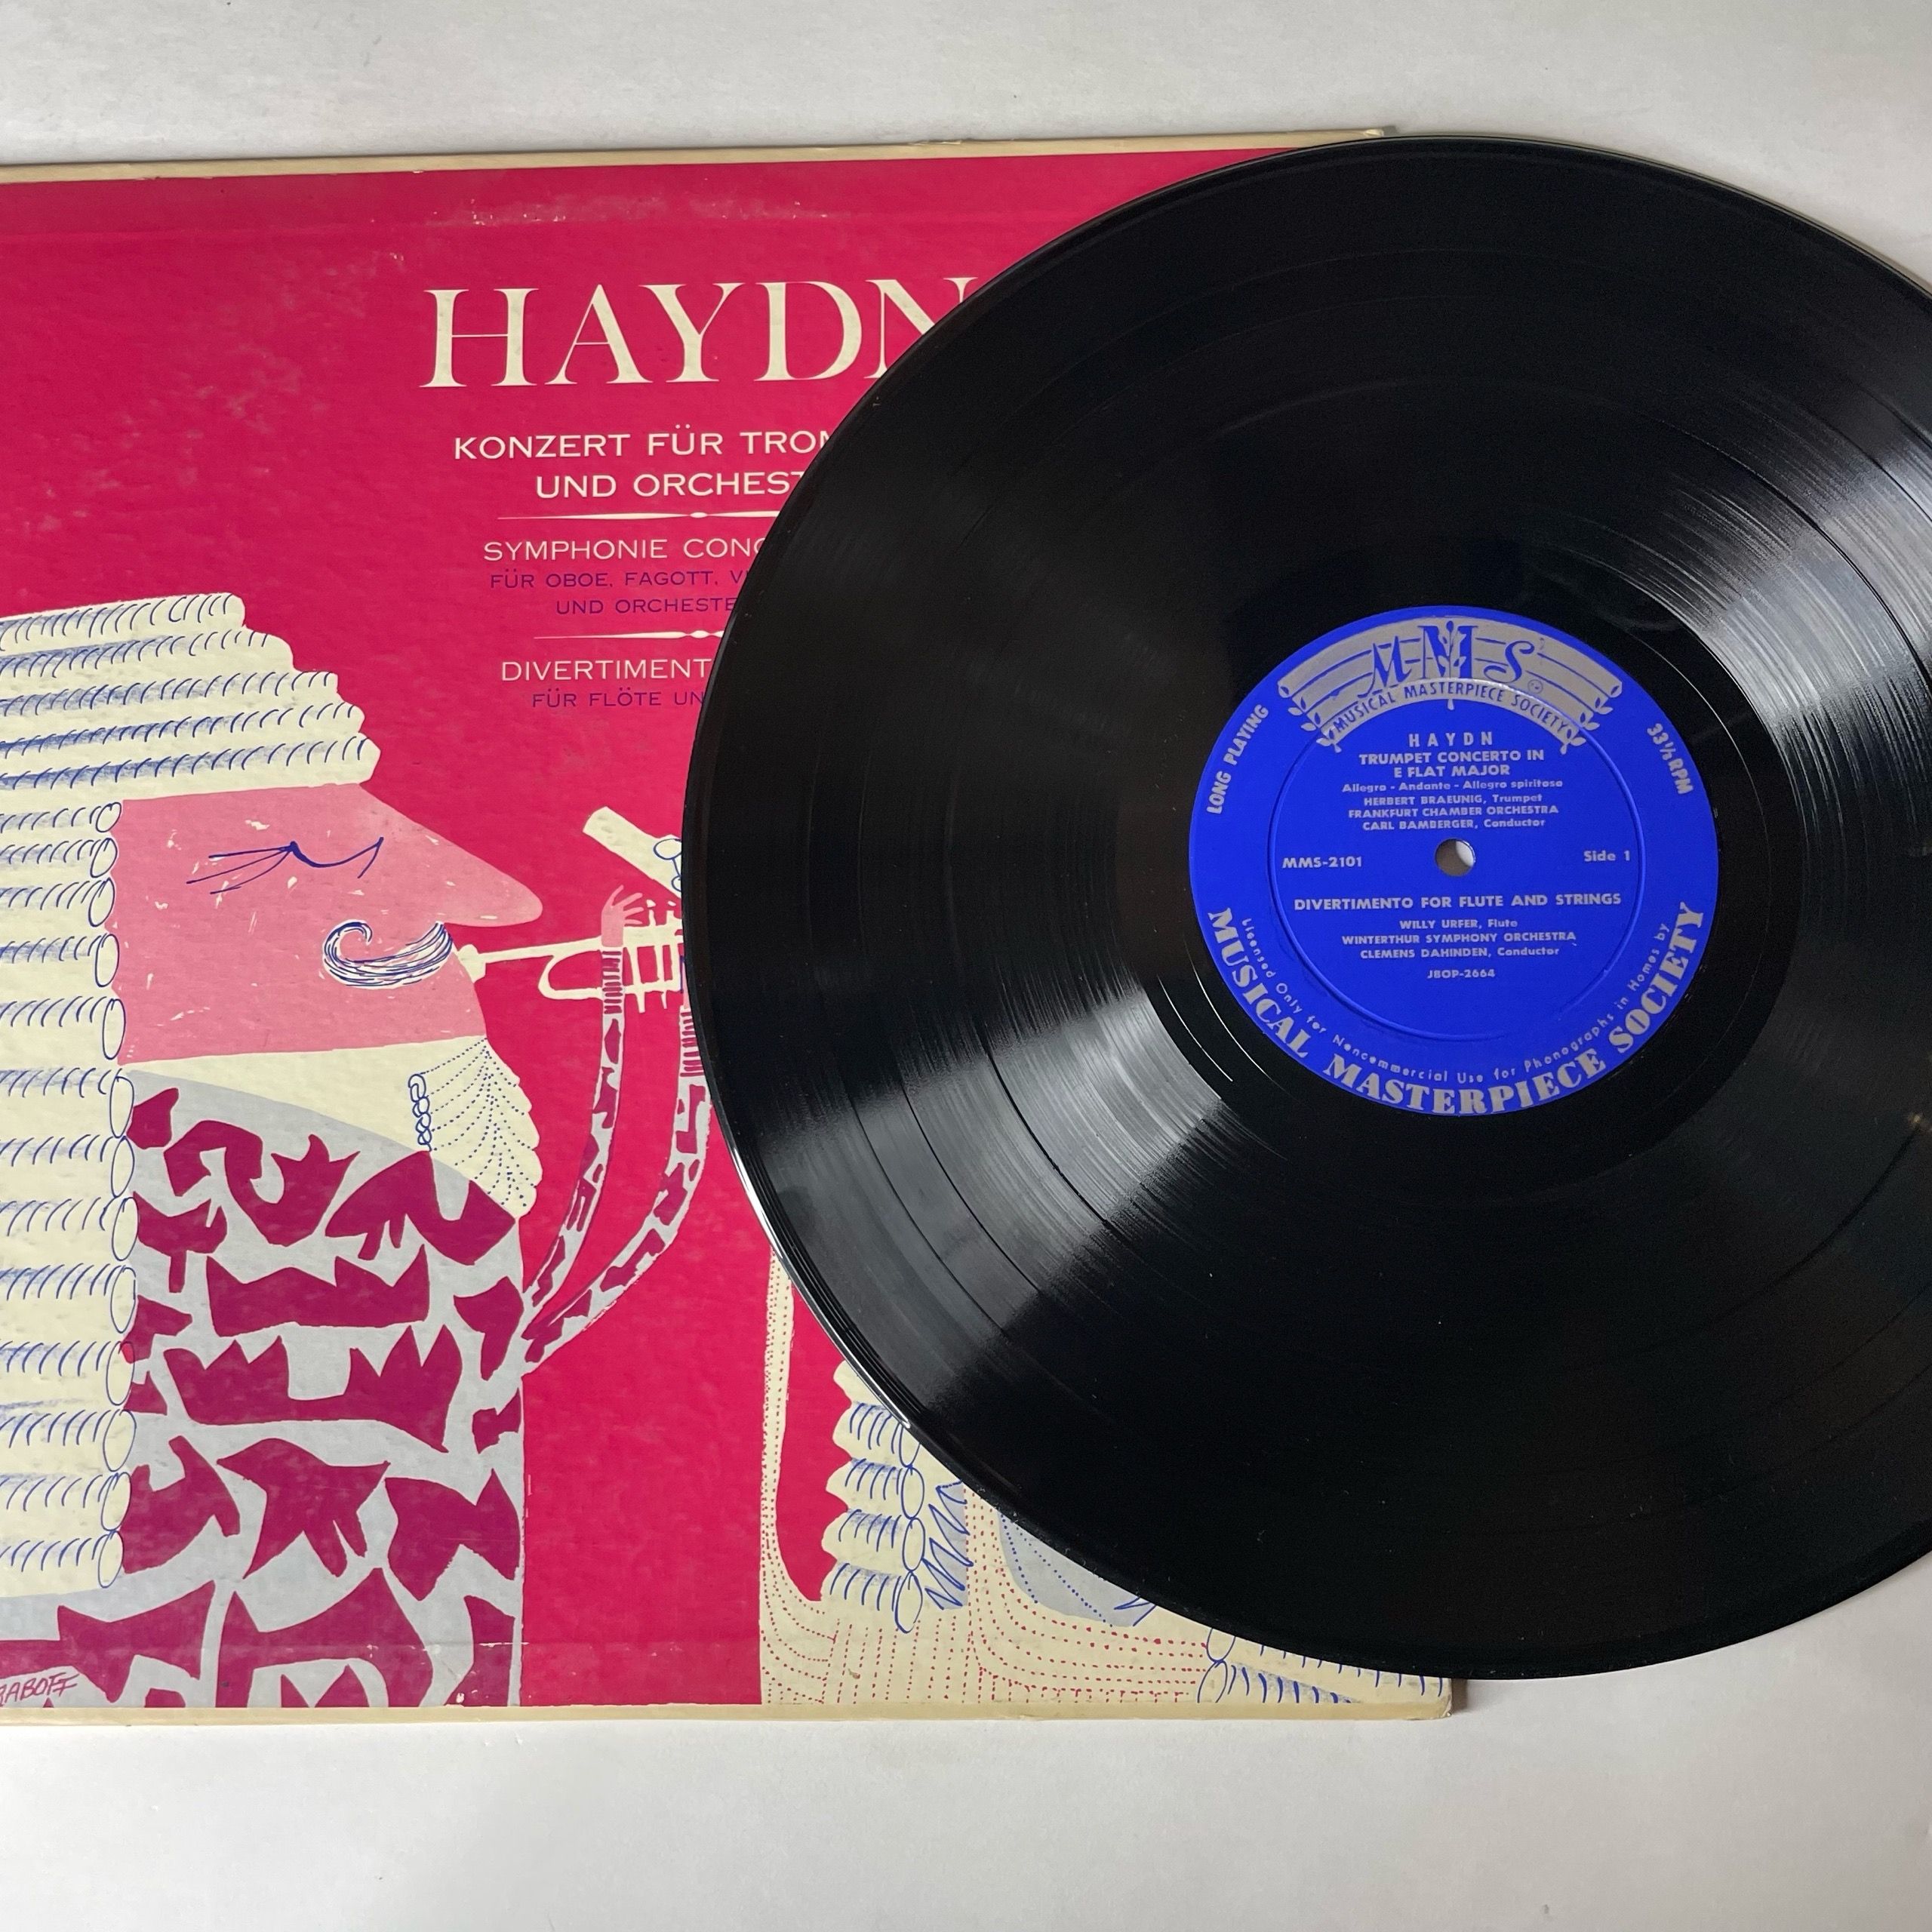 HAYDN
KONZERT FÜR TROM
UND ORCHEST
SYMPHONIE CONC
FÜR OBOE, FAGOTT, VI
UND ORCHESTE
DIVERTIMENT
FÜR FLÖTE UN
RABOFF
MMS
MUSICAL MASTERPIECE SOCIETY
LONG PLAYING
33⅓ RPM
HAYDN
TRUMPET CONCERTO IN
E FLAT MAJOR
Allegro - Andante - Allegro spiritoso
HERBERT BRAEUNIG, Trumpet
FRANKFURT CHAMBER ORCHESTRA
CARL BAMBERGER, Conductor
MMS-2101
Side 1
DIVERTIMENTO FOR FLUTE AND STRINGS
WILLY URFER, Flute
WINTERTHUR SYMPHONY ORCHESTRA
CLEMENS DAHINDEN, Conductor
JBOP-2664
Licensed Only for Noncommercial Use for Phonographs in Homes by
MUSICAL MASTERPIECE SOCIETY